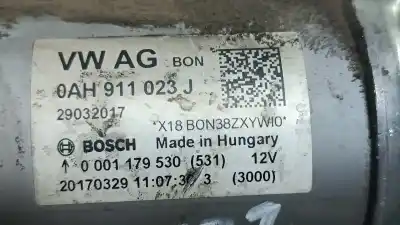 VW AG BON
0AH 911 023 J
29032017
*X18 BON38ZXYWI0*
BOSCH Made in Hungary
↑ 0 001 179 530 (531) 12V
20170329 11:07:3 3 (3000)